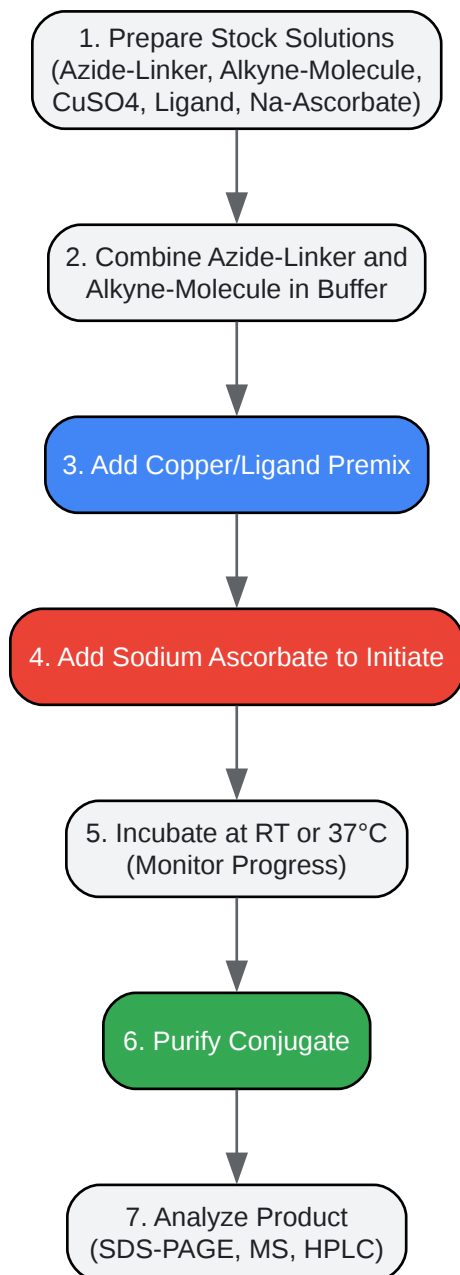 1. Prepare Stock Solutions
(Azide-Linker, Alkyne-Molecule,
CuSO4, Ligand, Na-Ascorbate)
2. Combine Azide-Linker and
Alkyne-Molecule in Buffer
3. Add Copper/Ligand Premix
4. Add Sodium Ascorbate to Initiate
5. Incubate at RT or 37°C
(Monitor Progress)
6. Purify Conjugate
7. Analyze Product
(SDS-PAGE, MS, HPLC)